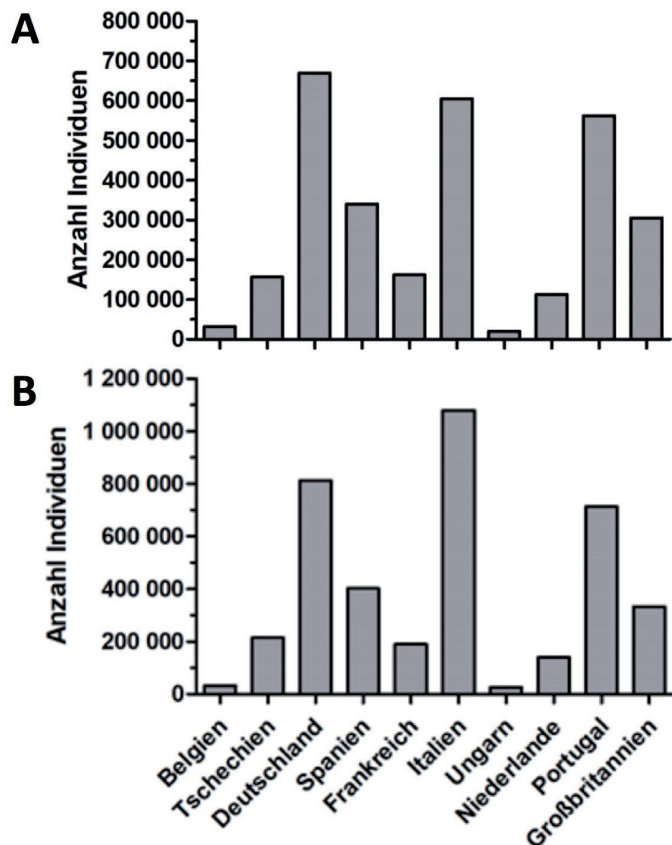 A
Anzahl Individuen
800 000
700 000
600 000
500 000
400 000
300 000
200 000
100 000
0
B
Anzahl Individuen
1 200 000
1 000 000
800 000
600 000
400 000
200 000
0
Belgien
Tschechien
Deutschland
Spanien
Frankreich
Italien
Ungarn
Niederlande
Portugal
Großbritannien